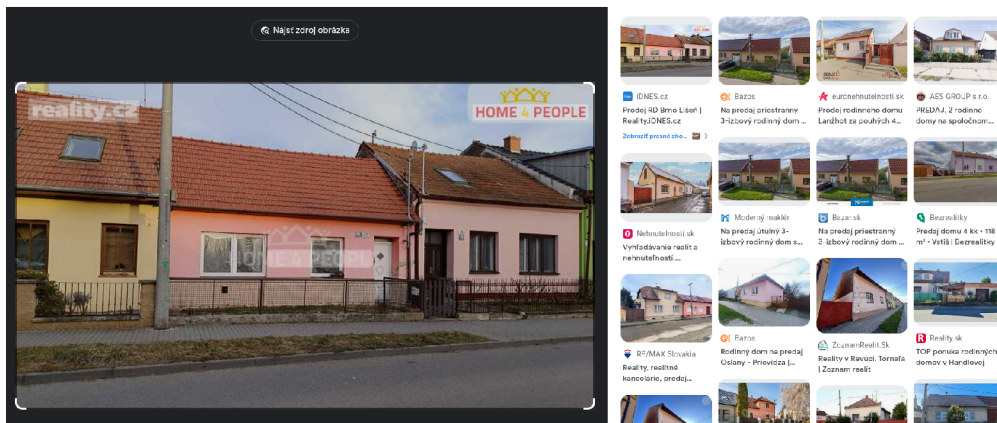 Nájsť zdroj obrázka
reality.cz
HOME 4 PEOPLE
HOME 4 PEOPLE
iDNES.cz
Prodej RD Brno Líšeň |
Reality.iDNES.cz
Zobraziť presné zho...
Bazos
Na predaj priestranny
3-izbový rodinný dom ...
euronehnutelnosti.sk
Prodej rodinného domu
Lanžhot za pouhých 4...
AES GROUP s.r.o.
PREDAJ, 2 rodinné
domy na spoločnom...
Nehnutelnosti.sk
Vyhľadávanie realít a
nehnuteľností....
Moderný makléř
Na predaj útulný 3-
izbový rodinný dom s...
Bazar.sk
Na predaj priestranný
3-izbový rodinný dom ...
Bezrealitky
Predej domu 4 kk • 118
m² • Vstiš | Bezrealitky
RE/MAX Slovakia
Reality, realitné
kancelárie, predaj...
Bazos
Rodinný dom na predaj
Oslany - Prievidza |...
ZoznamRealit.Sk
Reality v Revúci, Tornaľa
| Zoznam realít
Reality.sk
TOP ponuka rodinných
domov v Handlovej